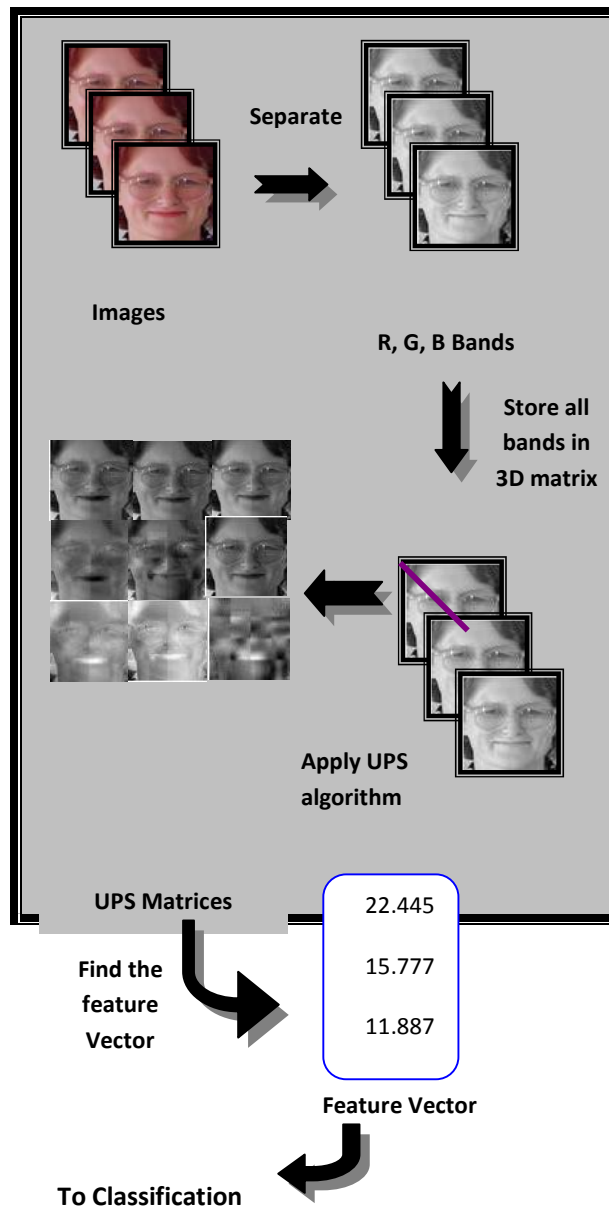 Separate
Images
R, G, B Bands
Store all
bands in
3D matrix
Apply UPS
algorithm
UPS Matrices
22.445
15.777
11.887
Find the
feature
Vector
Feature Vector
To Classification